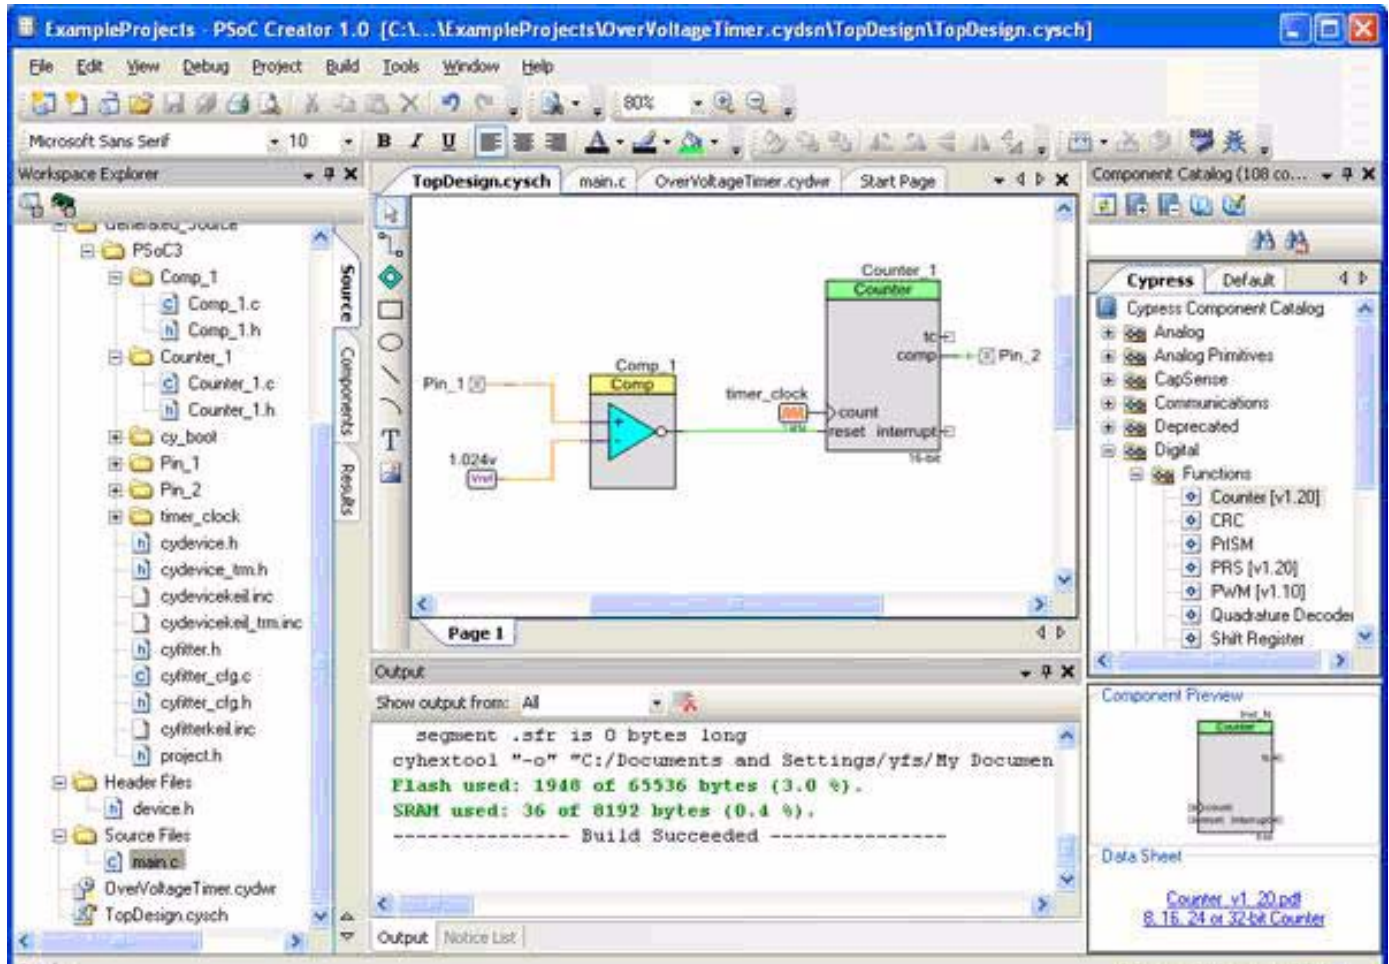 ExampleProjects - PSoC Creator 1.0 [C:\...\ExampleProjects\OverVoltageTimer.cydsn\TopDesign\TopDesign.cysch]
File Edit View Debug Project Build Tools Window Help
80%
Microsoft Sans Serif 10 B I U
Workspace Explorer
Generated_Source
PSoC3
Comp_1
Comp_1.c
Comp_1.h
Counter_1
Counter_1.c
Counter_1.h
cy_boot
Pin_1
Pin_2
timer_clock
cydevice.h
cydevice_trm.h
cydevicekeil.inc
cydevicekeil_trm.inc
cyfitter.h
cyfitter_cfg.c
cyfitter_cfg.h
cyfitterkeil.inc
project.h
Header Files
device.h
Source Files
main.c
OverVoltageTimer.cydwr
TopDesign.cysch
Source
Components
Results
TopDesign.cysch main.c OverVoltageTimer.cydwr Start Page
Counter_1
Counter
tc
comp
Pin_2
Comp_1
Comp
Pin_1
timer_clock
count
reset interrupt
16-bit
1.024v
Vref
Page 1
Output
Show output from: All
segment .sfr is 0 bytes long
cyhextool "-o" "C:/Documents and Settings/yfs/My Documen
Flash used: 1948 of 65536 bytes (3.0 %).
SRAM used: 36 of 8192 bytes (0.4 %).
--------------- Build Succeeded ---------------
Output Notice List
Component Catalog (108 co...
Cypress Default
Cypress Component Catalog
Analog
Analog Primitives
CapSense
Communications
Deprecated
Digital
Functions
Counter [v1.20]
CRC
PrISM
PRS [v1.20]
PWM [v1.10]
Quadrature Decoder
Shift Register
Component Preview
Inst_N
Counter
count
reset interrupt
Data Sheet
Counter_v1_20.pdf
8, 16, 24 or 32-bit Counter